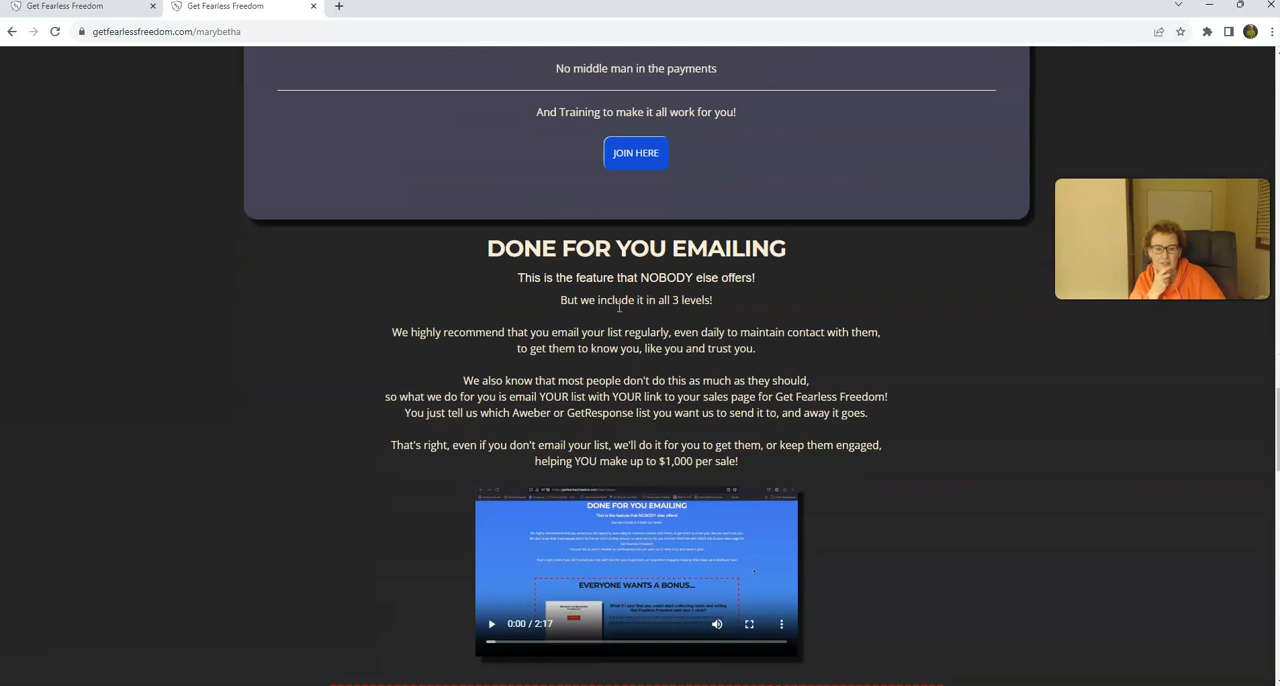 Get Fearless Freedom
Get Fearless Freedom
getfearlessfreedom.com/marybetha
No middle man in the payments
And Training to make it all work for you!
JOIN HERE
DONE FOR YOU EMAILING
This is the feature that NOBODY else offers!
But we include it in all 3 levels!
We highly recommend that you email your list regularly, even daily to maintain contact with them,
to get them to know you, like you and trust you.
We also know that most people don't do this as much as they should,
so what we do for you is email YOUR list with YOUR link to your sales page for Get Fearless Freedom!
You just tell us which Aweber or GetResponse list you want us to send it to, and away it goes.
That's right, even if you don't email your list, we'll do it for you to get them, or keep them engaged,
helping YOU make up to $1,000 per sale!
DONE FOR YOU EMAILING
This is the feature that NOBODY else offers!
EVERYONE WANTS A BONUS...
0:00 / 2:17